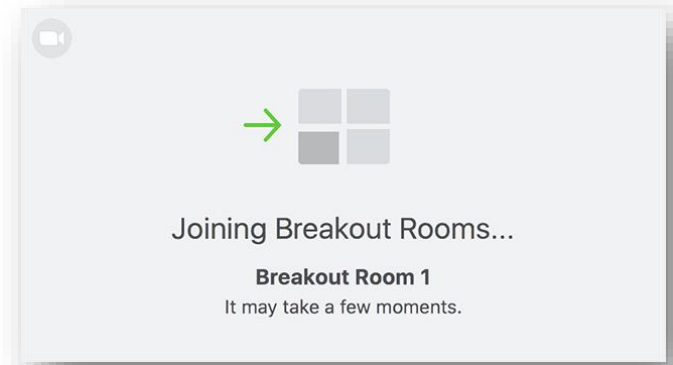 Joining Breakout Rooms...
Breakout Room 1
It may take a few moments.